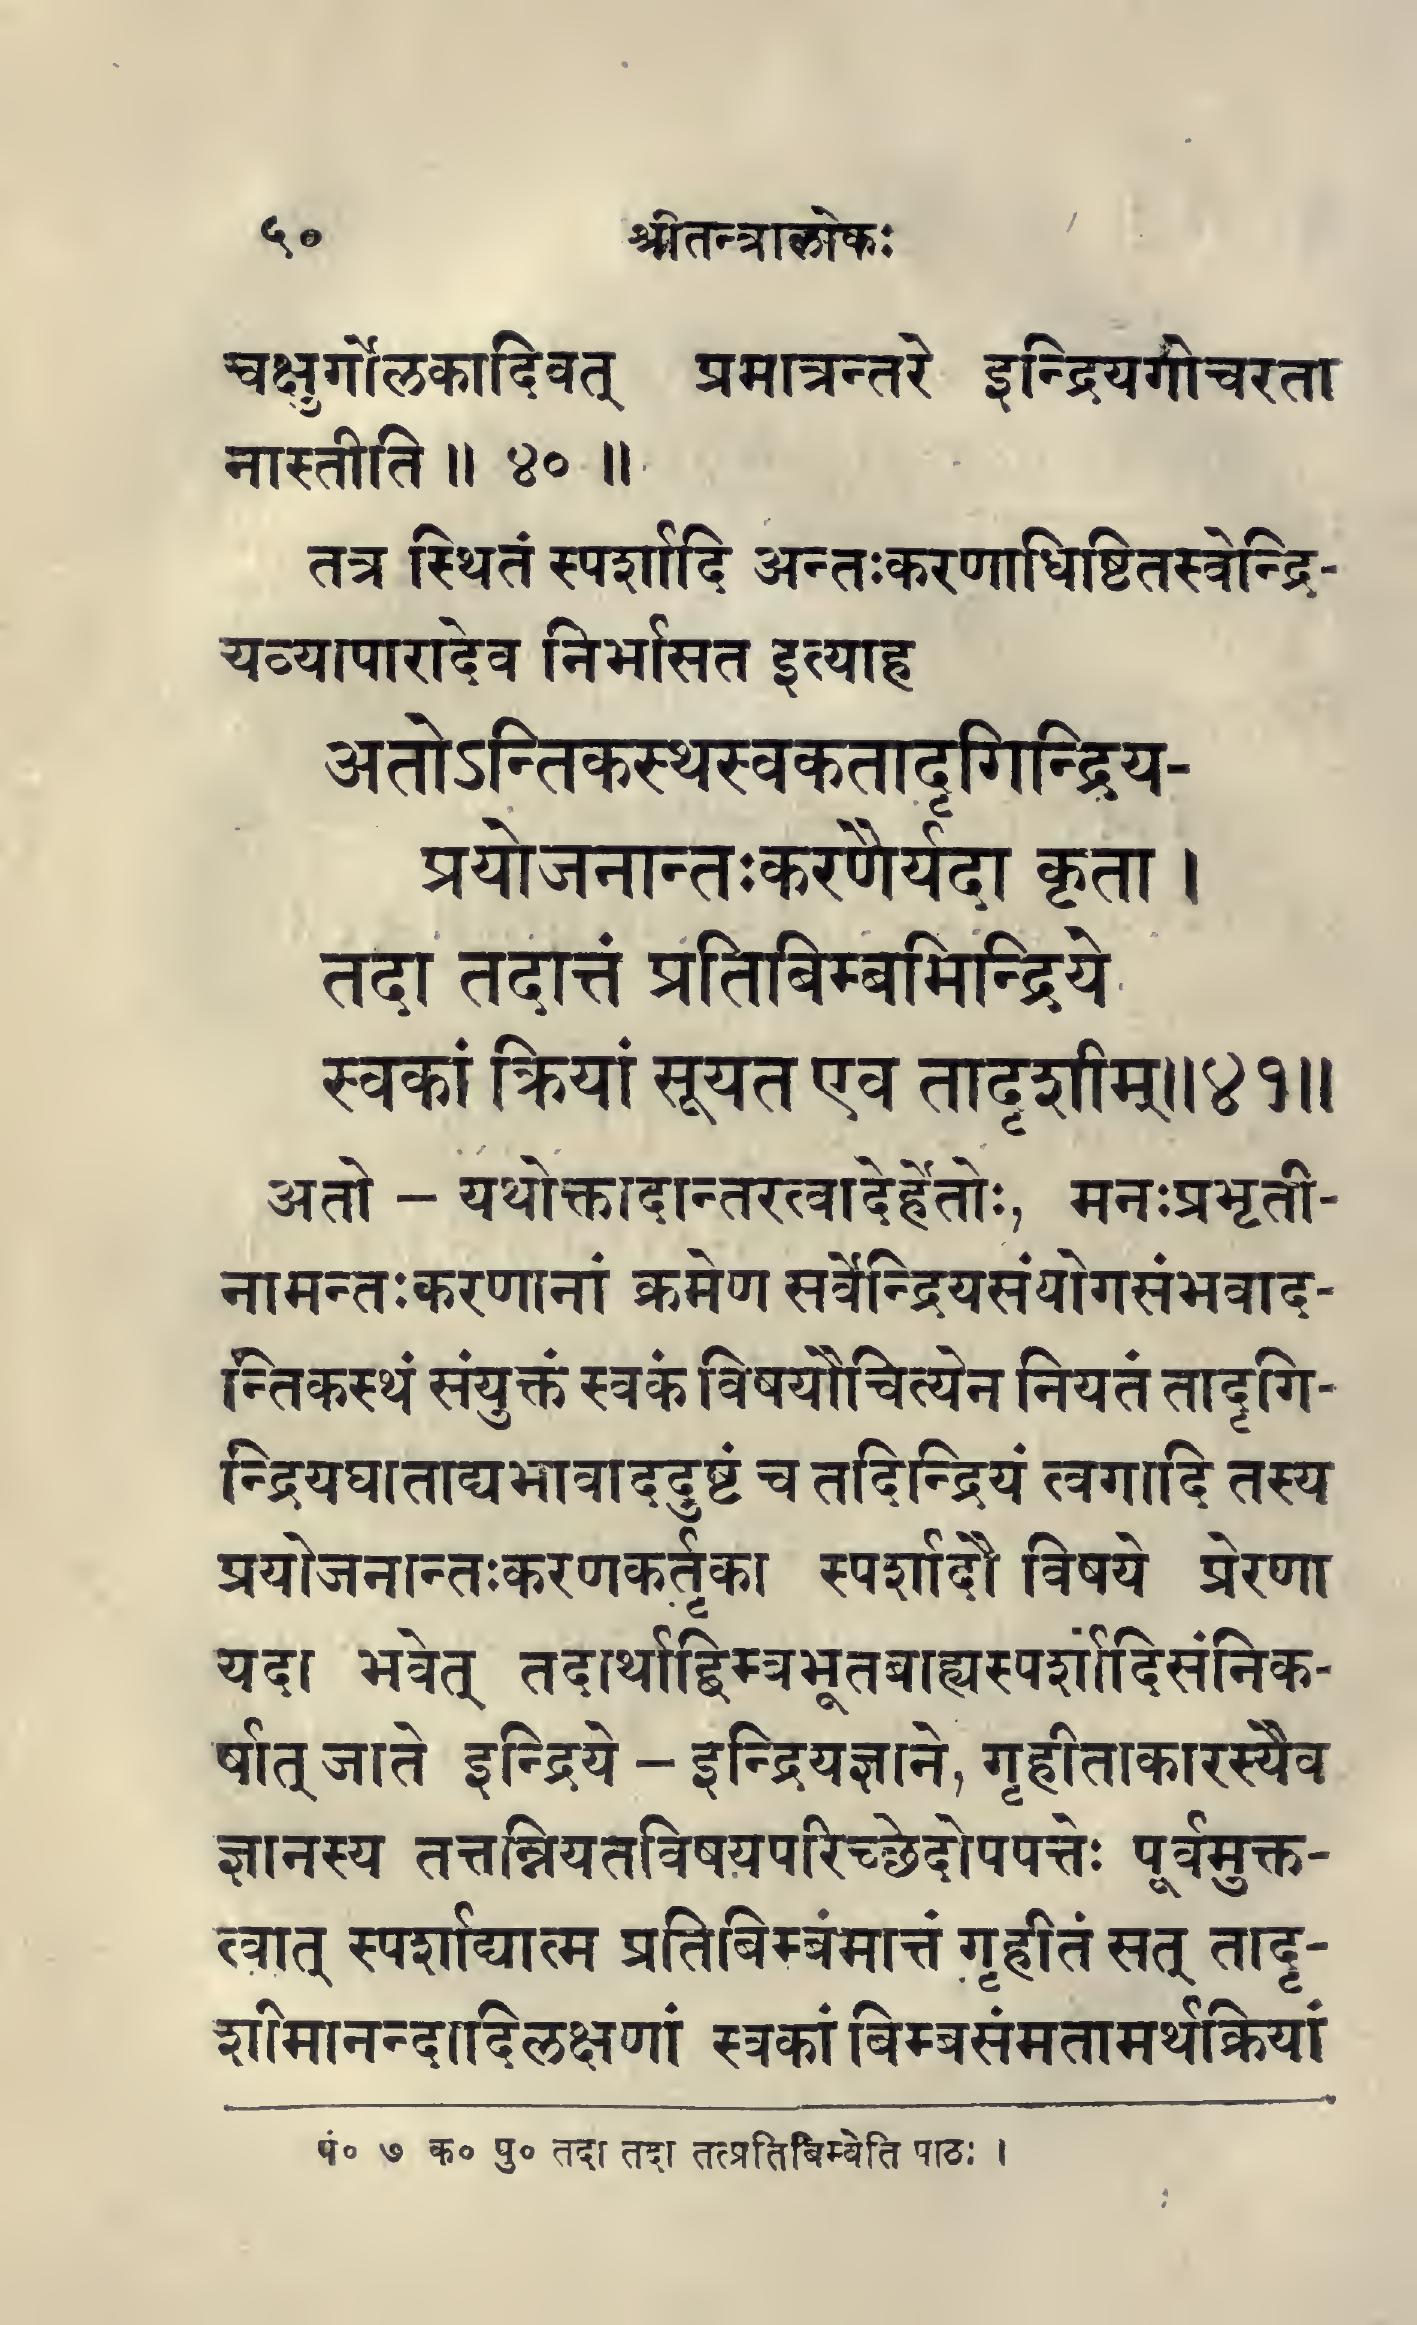 ५० श्रीतन्त्रालोकः
चक्षुर्गोलकादिवत् प्रमात्रन्तरे इन्द्रियगोचरता
नास्तीति ॥ ४० ॥
तत्र स्थितं स्पर्शादि अन्तःकरणाधिष्ठितस्वेन्द्रि-
यव्यापारादेव निर्भासत इत्याह
अतोऽन्तिकस्थस्वकतादृगिन्द्रिय-
प्रयोजनान्तःकरणैर्यदा कृता ।
तदा तदात्तं प्रतिबिम्बमिन्द्रिये
स्वकां क्रियां सूयत एव तादृशीम्॥४१॥
अतो – यथोक्तादान्तरत्वादेर्हेतोः, मनःप्रभृती-
नामन्तःकरणानां क्रमेण सर्वेन्द्रियसंयोगसंभवाद-
न्तिकस्थं संयुक्तं स्वकं विषयौचित्येन नियतं तादृगि-
न्द्रियघाताद्यभावाददुष्टं च तदिन्द्रियं त्वगादि तस्य
प्रयोजनान्तःकरणकर्तृका स्पर्शादौ विषये प्रेरणा
यदा भवेत् तदार्थाद्बिम्बभूतबाह्यस्पर्शादिसंनिक-
र्षात् जाते इन्द्रिये – इन्द्रियज्ञाने, गृहीताकारस्यैव
ज्ञानस्य तत्तन्नियतविषयपरिच्छेदोपपत्तेः पूर्वमुक्त-
त्वात् स्पर्शाद्यात्म प्रतिबिम्बंमात्तं गृहीतं सत् तादृ-
शीमानन्दादिलक्षणां स्वकां बिम्बसंमतामर्थक्रियां
पं० ७ क० पु० तदा तदा तत्प्रतिबिम्बेति पाठः ।